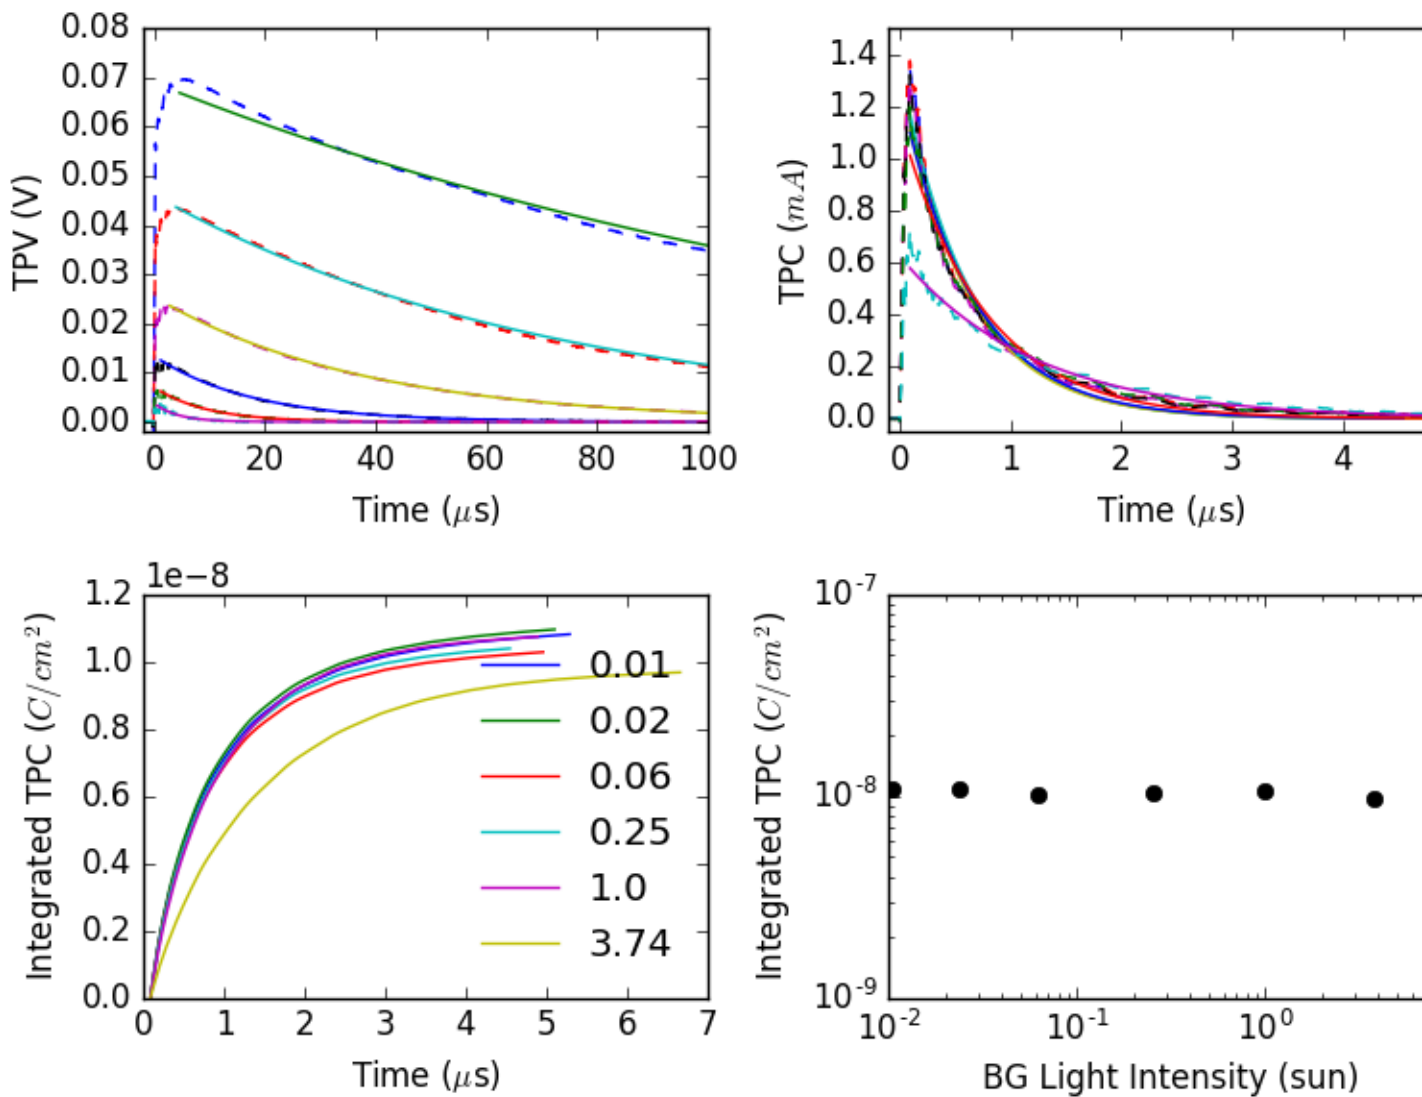 0.08
0.07
0.06
0.05
0.04
0.03
0.02
0.01
0.00
TPV (V)
0 20 40 60 80 100
Time (μs)
1.4
1.2
1.0
0.8
0.6
0.4
0.2
0.0
TPC (mA)
0 1 2 3 4
Time (μs)
1e−8
1.2
1.0
0.8
0.6
0.4
0.2
0.0
Integrated TPC (C/cm²)
0.01
0.02
0.06
0.25
1.0
3.74
0 1 2 3 4 5 6 7
Time (μs)
10⁻⁷
10⁻⁸
10⁻⁹
Integrated TPC (C/cm²)
10⁻² 10⁻¹ 10⁰
BG Light Intensity (sun)